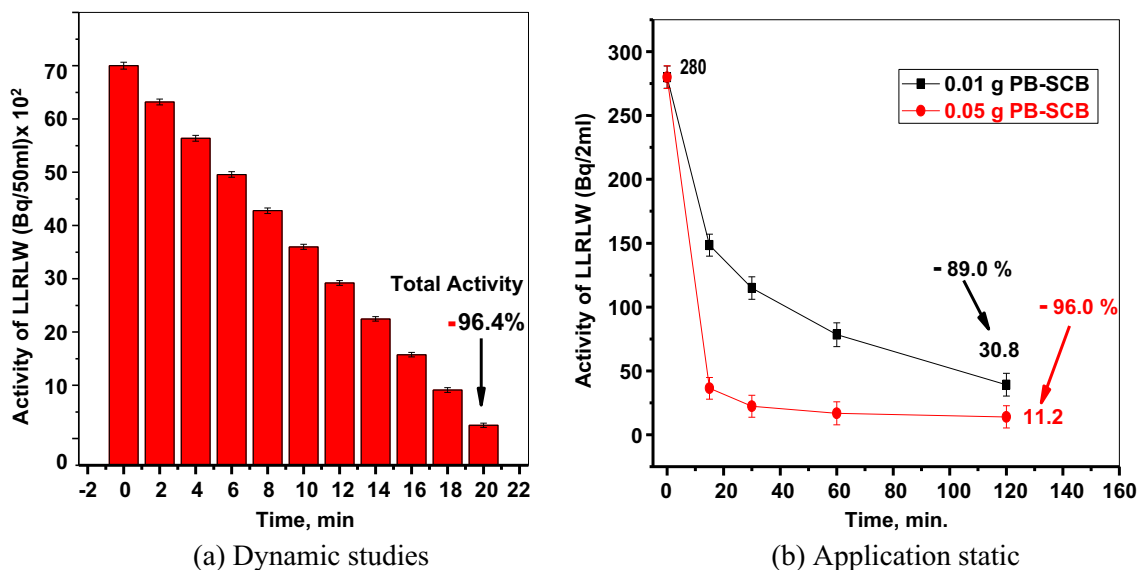 Activity of LLRLW (Bq/50ml)x 10²
70
60
50
40
30
20
10
0
Total Activity
-96.4%
-2 0 2 4 6 8 10 12 14 16 18 20 22
Time, min
(a) Dynamic studies
Activity of LLRLW (Bq/2ml)
300
250
200
150
100
50
0
280
0.01 g PB-SCB
0.05 g PB-SCB
- 89.0 %
- 96.0 %
30.8
11.2
0 20 40 60 80 100 120 140 160
Time, min.
(b) Application static